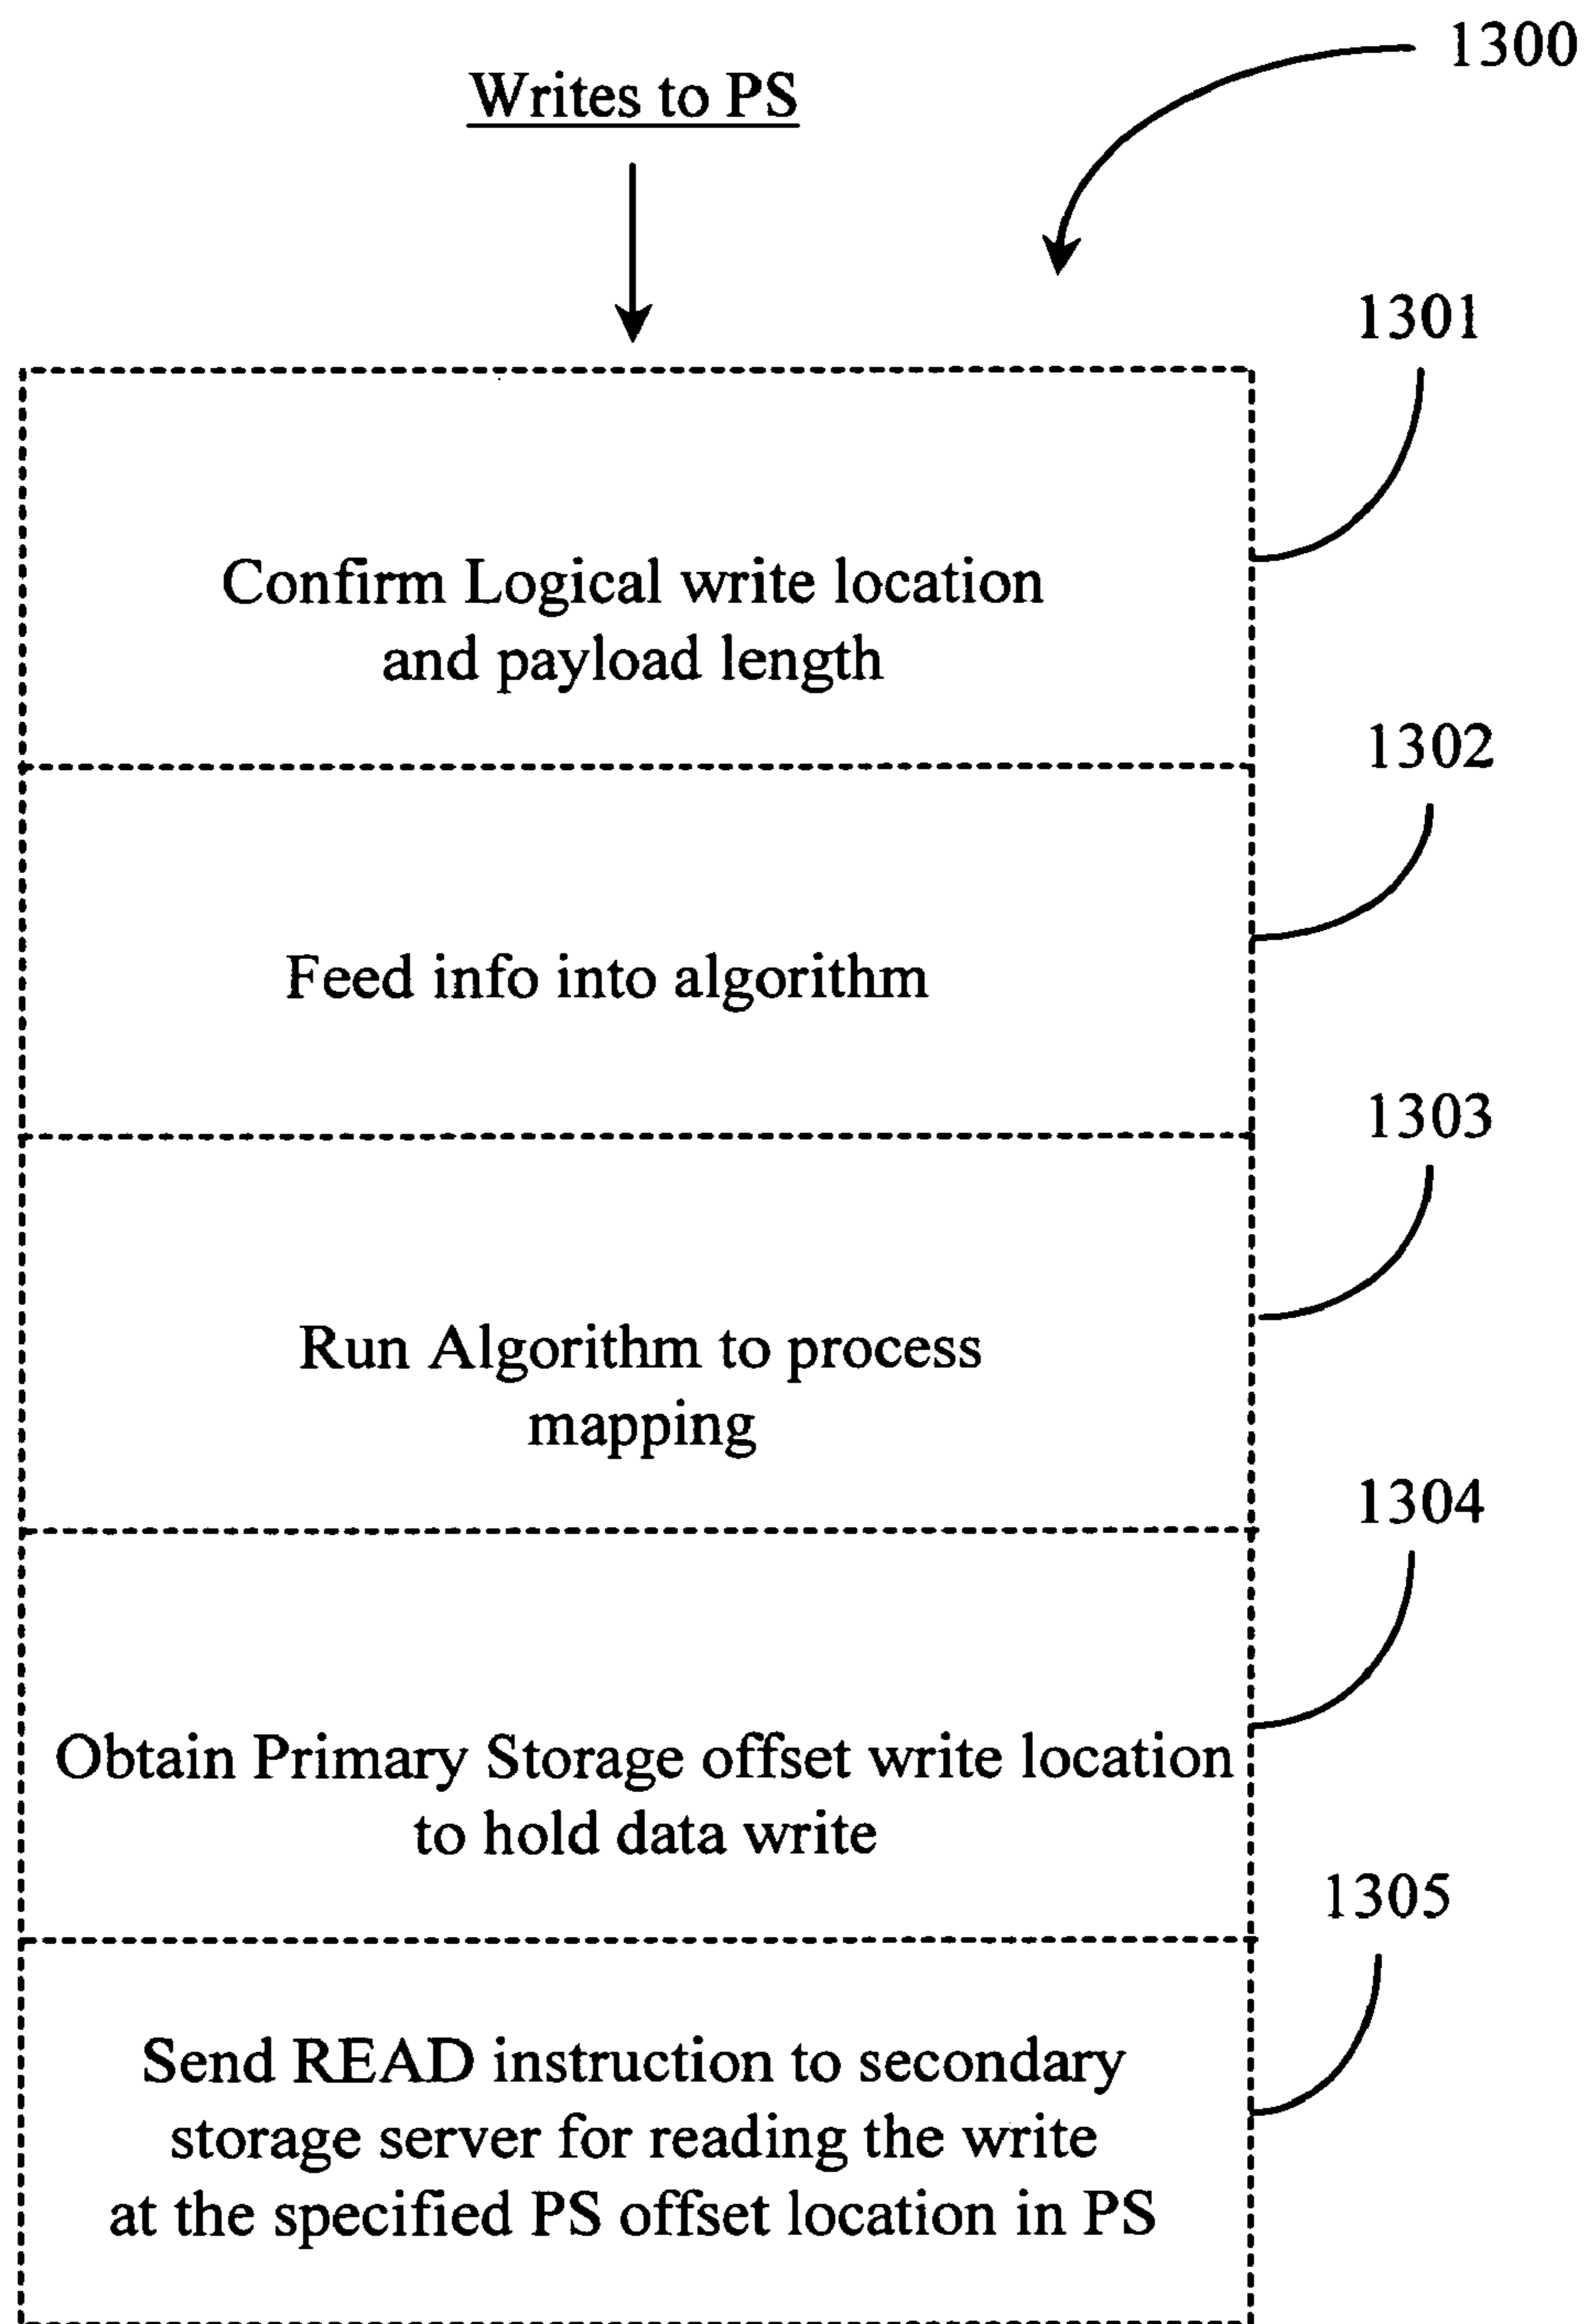 1300
Writes to PS
1301
Confirm Logical write location
and payload length
1302
Feed info into algorithm
1303
Run Algorithm to process
mapping
1304
Obtain Primary Storage offset write location
to hold data write
1305
Send READ instruction to secondary
storage server for reading the write
at the specified PS offset location in PS